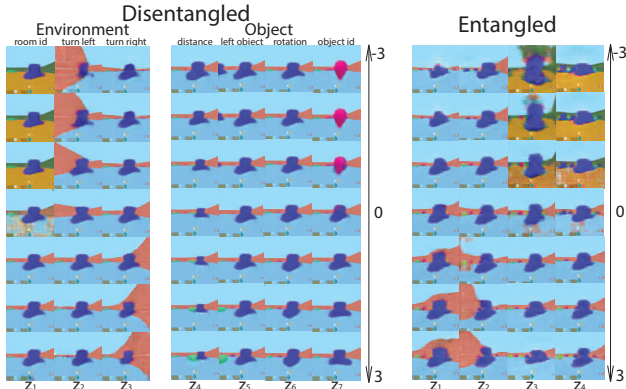 Disentangled
Environment
room id turn left turn right
Object
distance left object rotation object id
Entangled
-3
0
3
-3
0
3
z₁ z₂ z₃
z₄ z₅ z₆ z₇
z₁ z₂ z₃ z₄